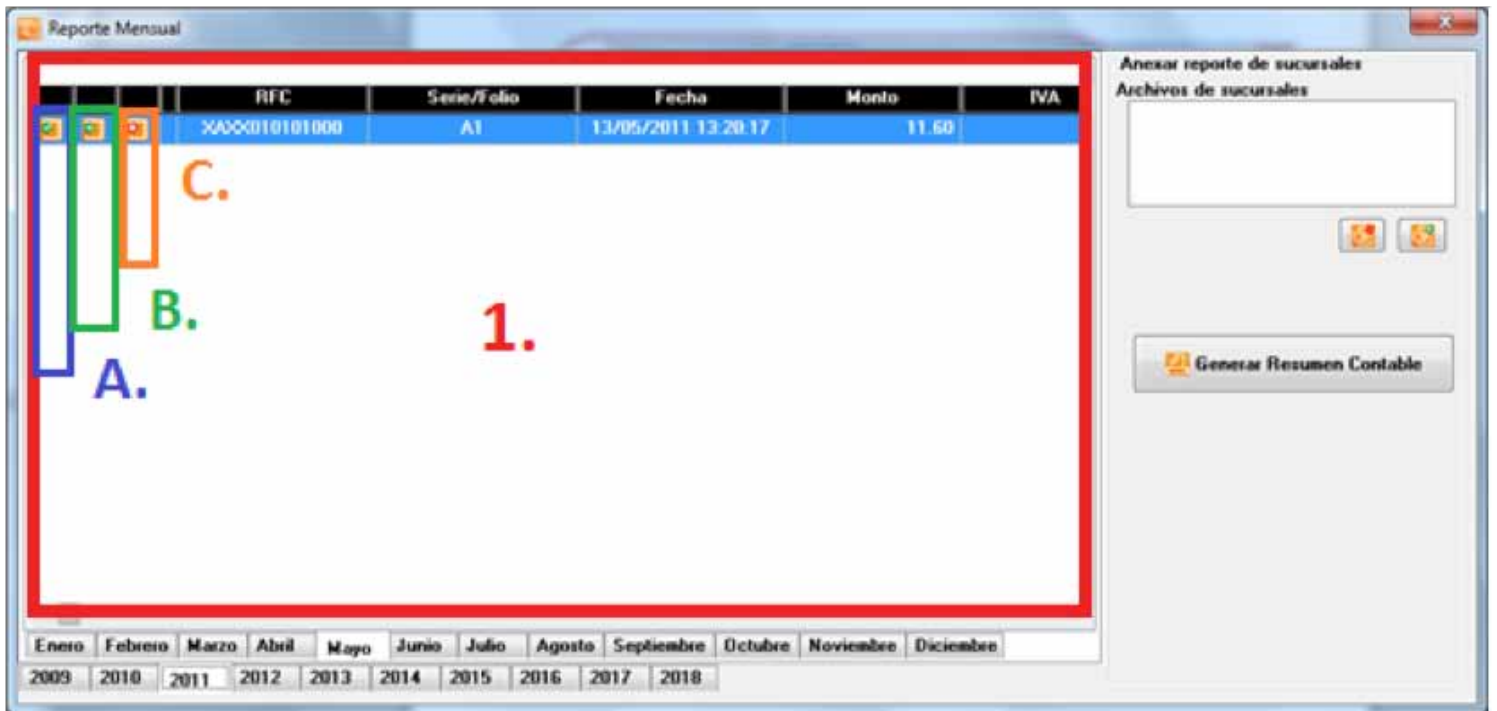 Reporte Mensual
Anexar reporte de sucursales
Archivos de sucursales
RFC Serie/Folio Fecha Monto IVA
XAXX010101000 A1 13/05/2011 13:20:17 11.60
C.
B.
1.
A.
Generar Resumen Contable
Enero Febrero Marzo Abril Mayo Junio Julio Agosto Septiembre Octubre Noviembre Diciembre
2009 2010 2011 2012 2013 2014 2015 2016 2017 2018